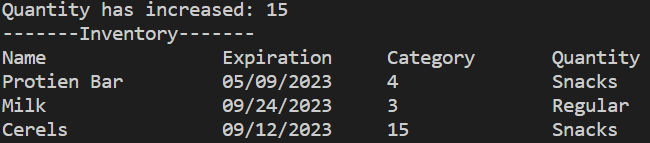 Quantity has increased: 15
-------Inventory-------
Name Expiration Category Quantity
Protien Bar 05/09/2023 4 Snacks
Milk 09/24/2023 3 Regular
Cerels 09/12/2023 15 Snacks